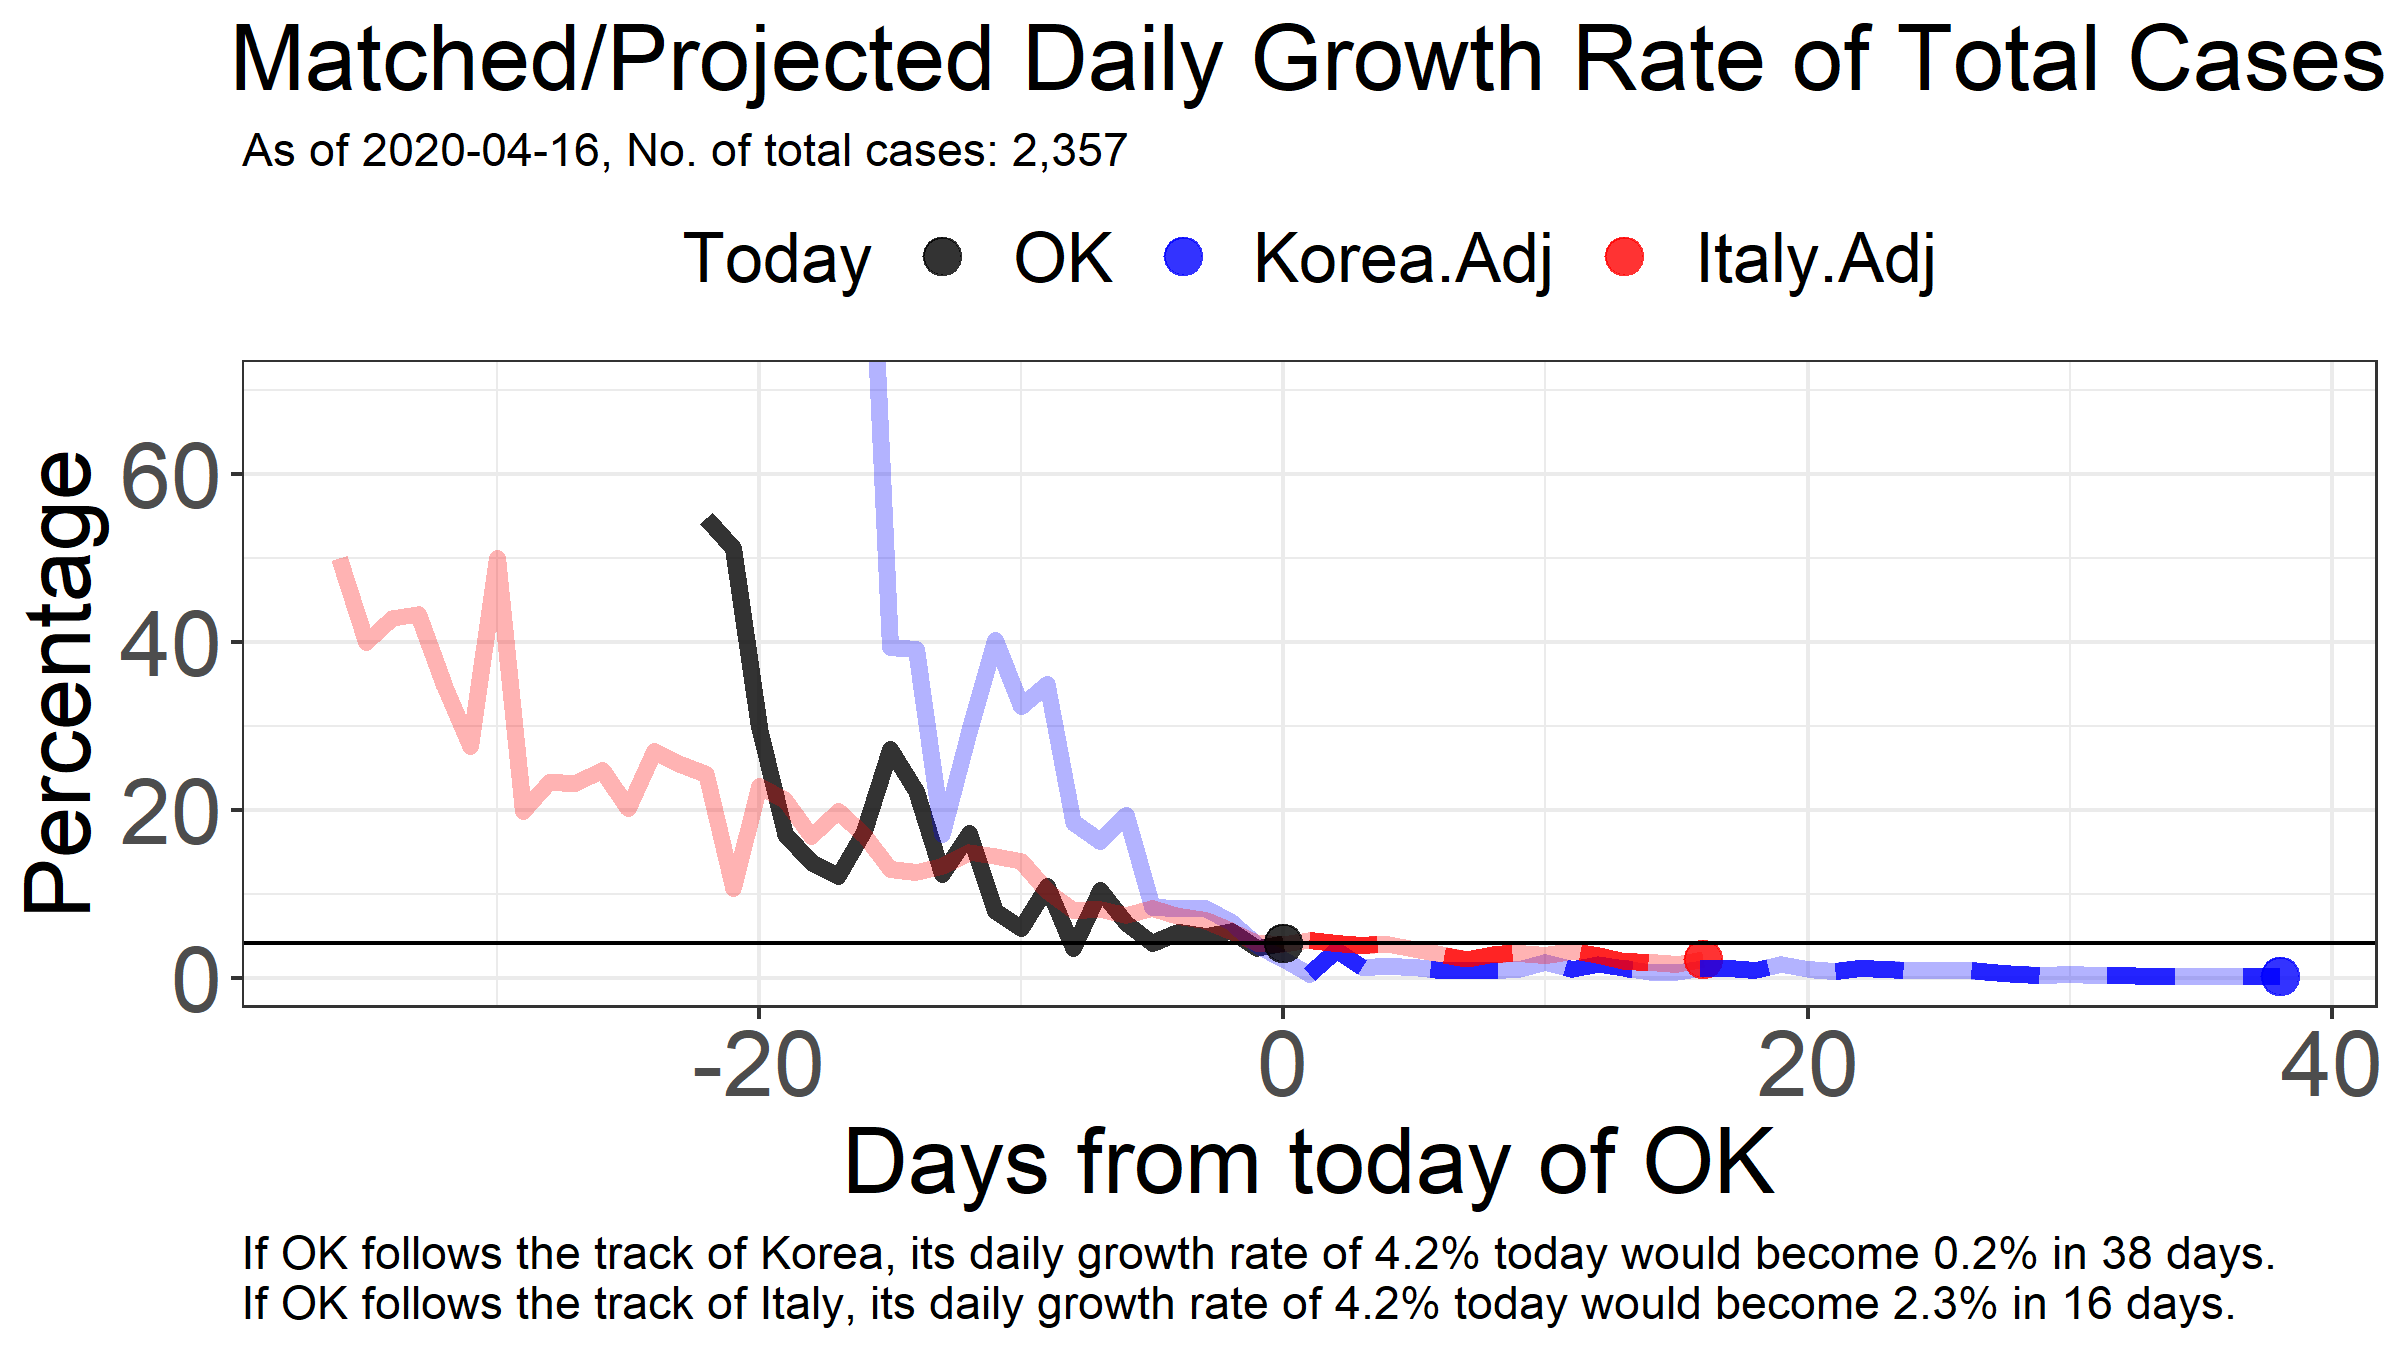 Matched/Projected Daily Growth Rate of Total Cases
As of 2020-04-16, No. of total cases: 2,357
Today OK Korea.Adj Italy.Adj
Percentage
60
40
20
0
-20 0 20 40
Days from today of OK
If OK follows the track of Korea, its daily growth rate of 4.2% today would become 0.2% in 38 days.
If OK follows the track of Italy, its daily growth rate of 4.2% today would become 2.3% in 16 days.